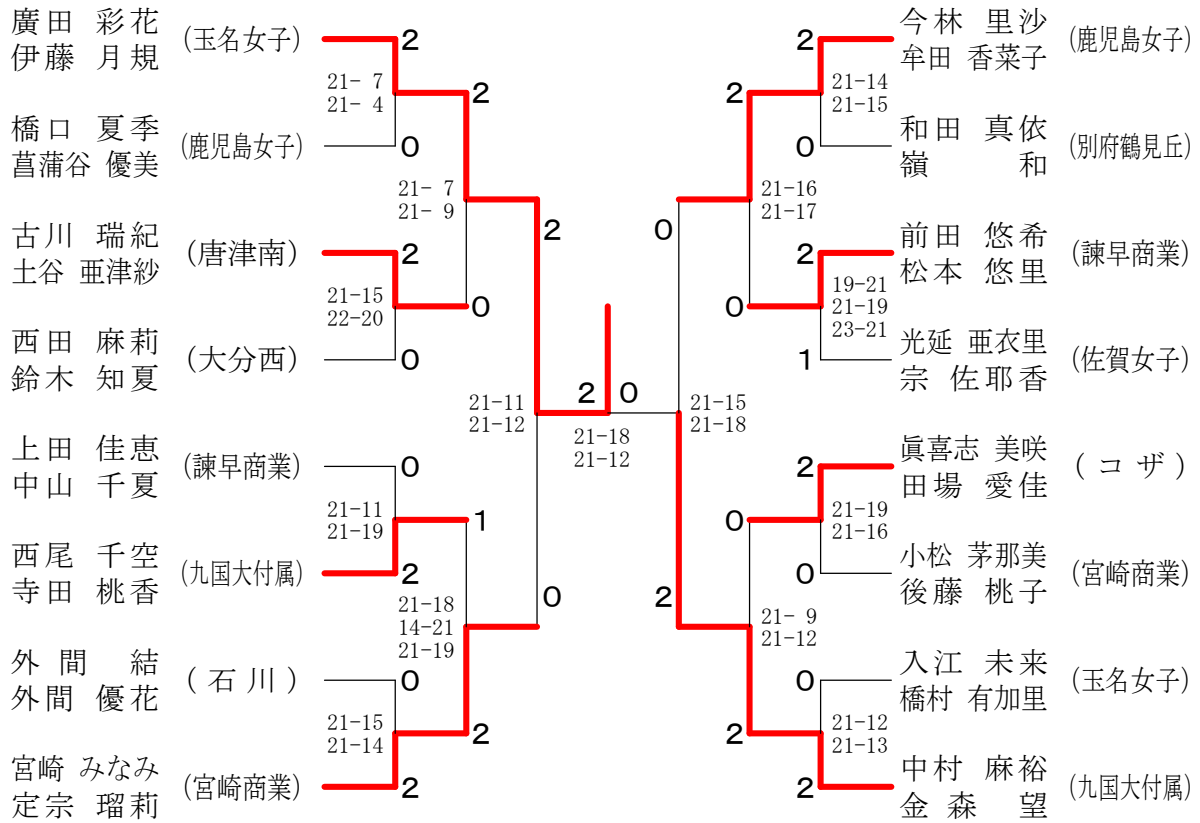 廣田 彩花
伊藤 月規
(玉名女子)
2
21- 7
21- 4
橋口 夏季
菖蒲谷 優美
(鹿児島女子)
0
2
21- 7
21- 9
古川 瑞紀
土谷 亜津紗
(唐津南)
2
21-15
22-20
西田 麻莉
鈴木 知夏
(大分西)
0
0
2
21-11
21-12
上田 佳恵
中山 千夏
(諫早商業)
0
21-11
21-19
西尾 千空
寺田 桃香
(九国大付属)
2
1
21-18
14-21
21-19
外間 結
外間 優花
(石川)
0
21-15
21-14
宮崎 みなみ
定宗 瑠莉
(宮崎商業)
2
2
0
2 0
21-18
21-12
今林 里沙
牟田 香菜子
(鹿児島女子)
2
21-14
21-15
和田 真依
嶺 和
(別府鶴見丘)
0
2
21-16
21-17
前田 悠希
松本 悠里
(諫早商業)
2
19-21
21-19
23-21
光延 亜衣里
宗 佐耶香
(佐賀女子)
1
0
0
21-15
21-18
眞喜志 美咲
田場 愛佳
(コザ)
2
21-19
21-16
小松 茅那美
後藤 桃子
(宮崎商業)
0
0
21- 9
21-12
入江 未来
橋村 有加里
(玉名女子)
0
21-12
21-13
中村 麻裕
金森 望
(九国大付属)
2
2
2